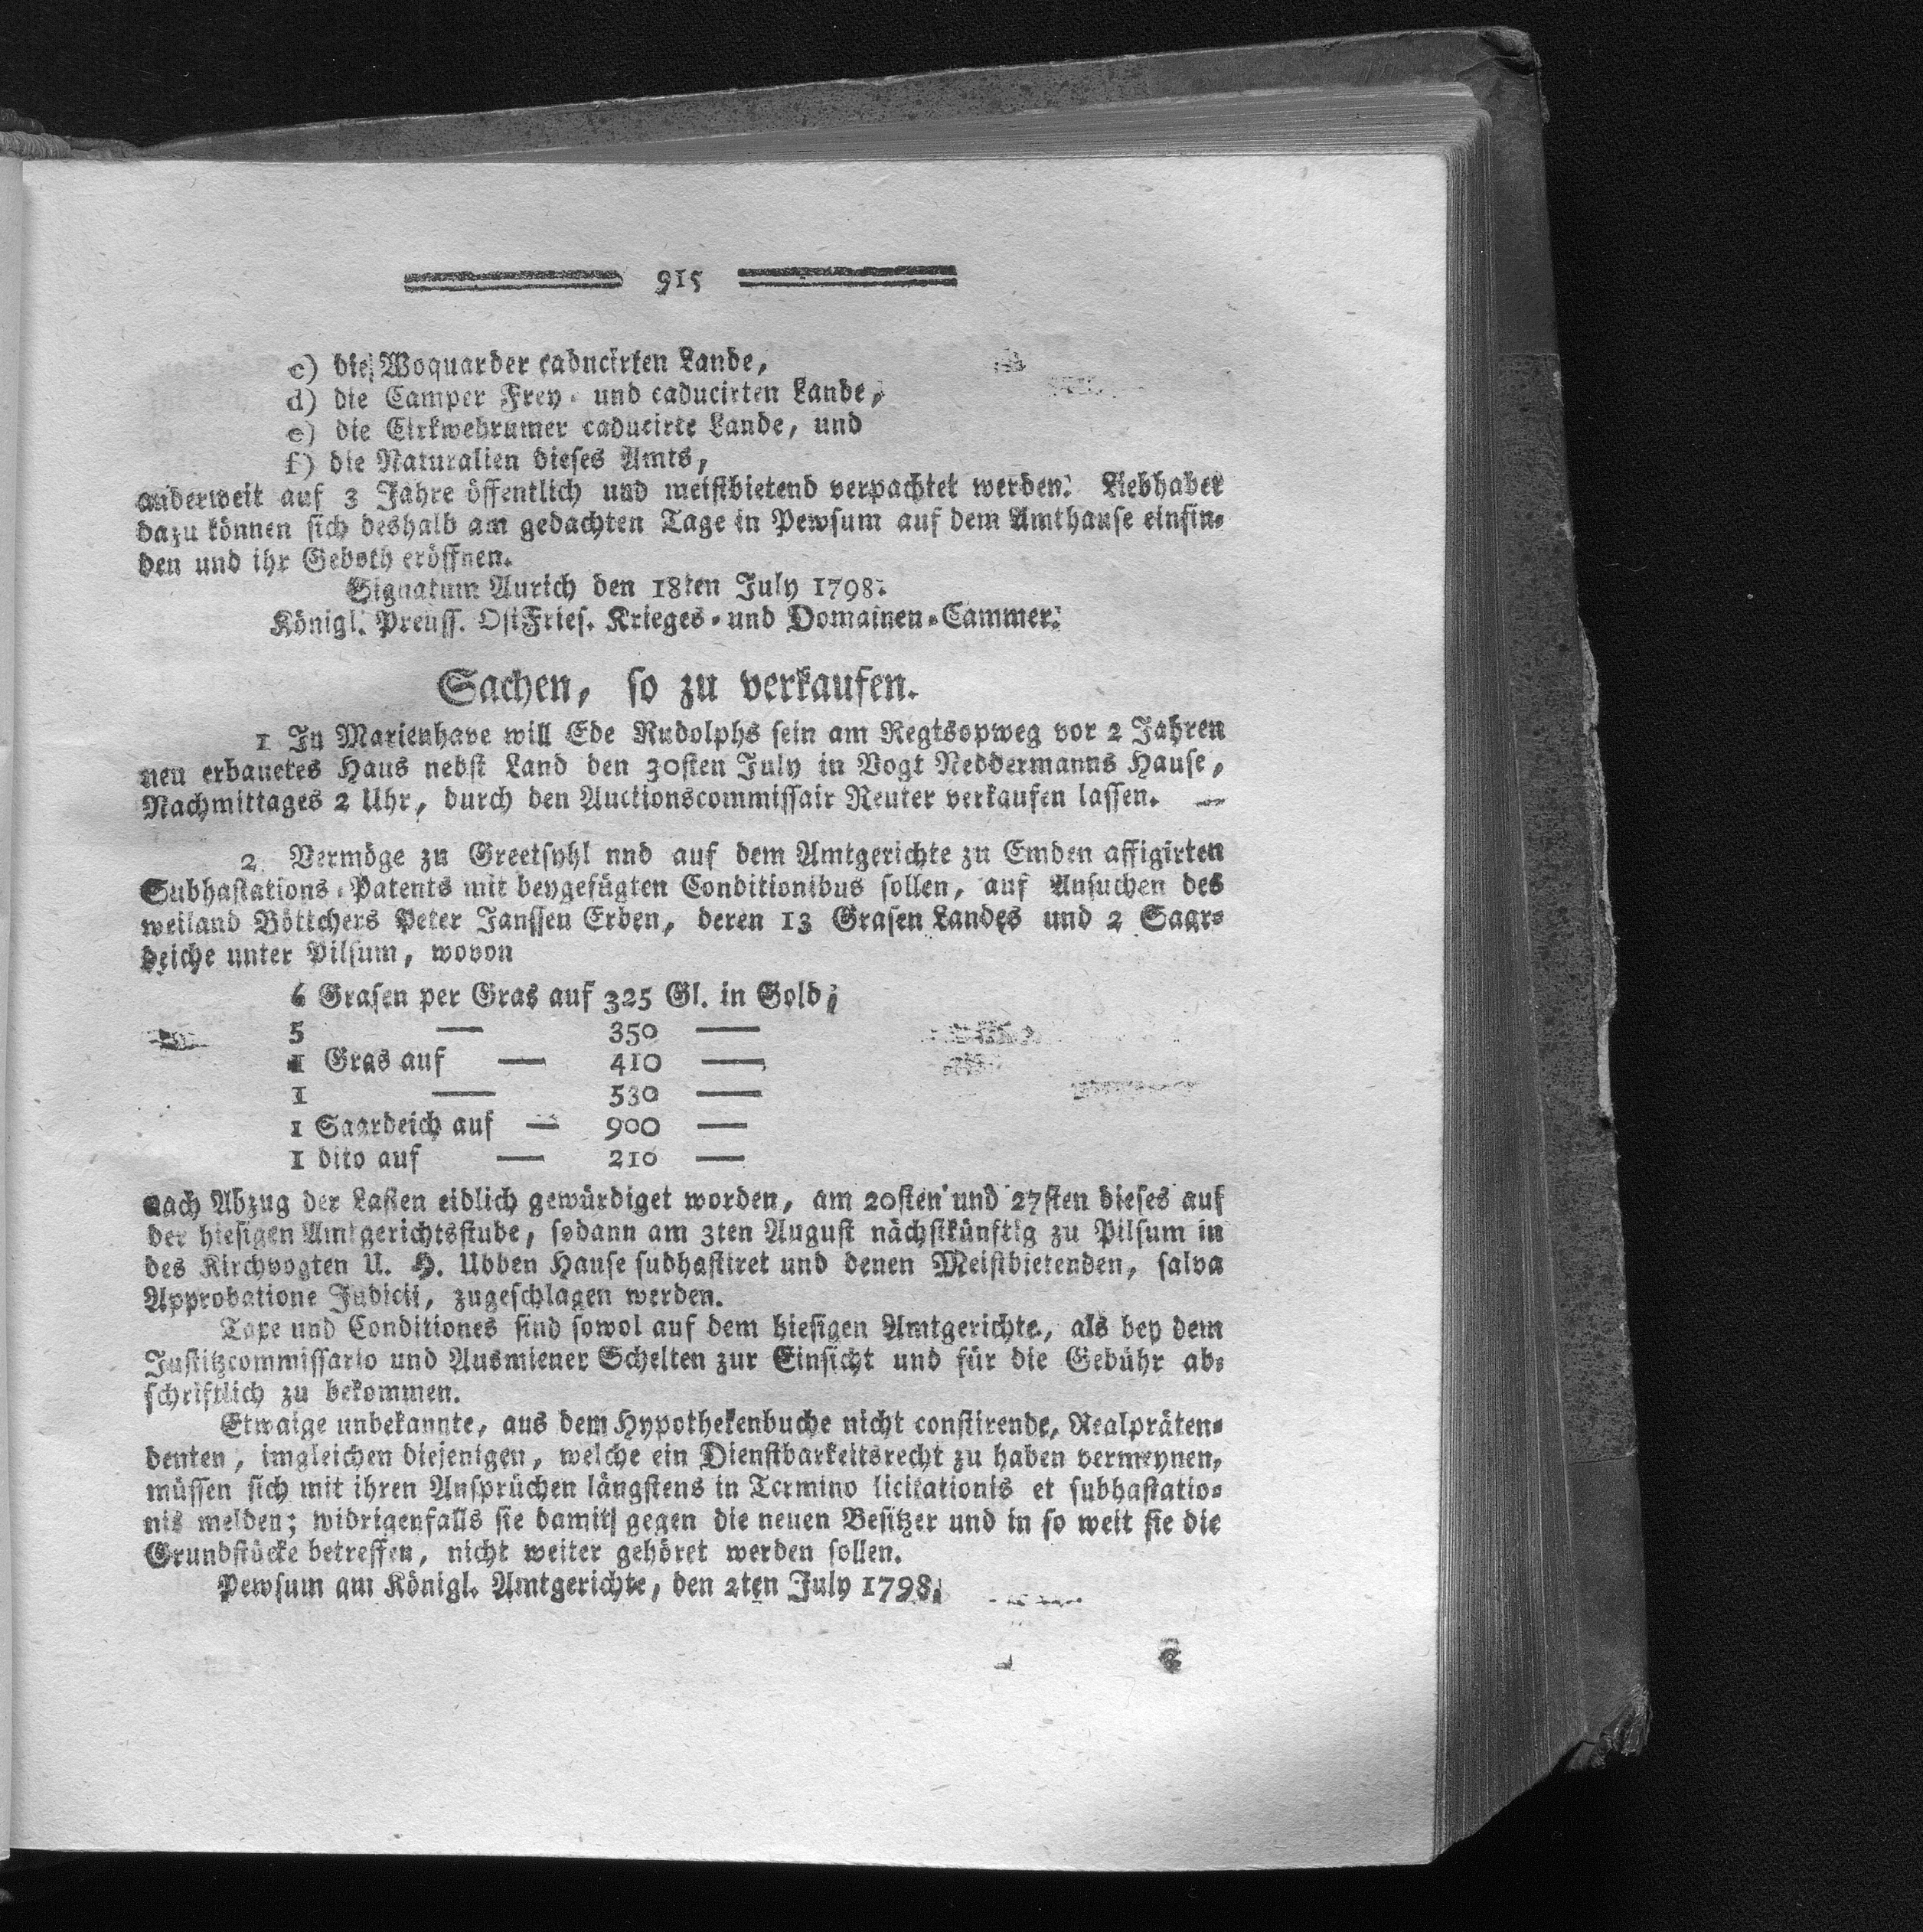 915
c) die Woquarder caducirten Lande,
d) die Camper Frey- und caducirten Lande,
e) die Cirkwehrumer caducirte Lande, und
f) die Naturalien dieses Amts,
anderweit auf 3 Jahre öffentlich und meistbietend verpachtet werden. Liebhaber
dazu können sich deshalb am gedachten Tage in Pewsum auf dem Amthause einfin-
den und ihr Geboth eröffnen.
Signatum Aurich den 18ten July 1798.
Königl. Preuss. OstFries. Krieges- und Domainen-Cammer.
Sachen, so zu verkaufen.
1 In Marienhave will Ede Rudolphs sein am Regtsopweg vor 2 Jahren
neu erbauetes Haus nebst Land den 30sten July in Vogt Neddermanns Hause,
Nachmittages 2 Uhr, durch den Auctionscommissair Reuter verkaufen lassen. —
2 Vermöge zu Greetsyhl nnd auf dem Amtgerichte zu Emden affigirten
Subhastations-Patents mit beygefügten Conditionibus sollen, auf Ansuchen des
weiland Böttchers Peter Janssen Erben, deren 13 Grasen Landes und 2 Saar-
deiche unter Pilsum, wovon
6 Grasen per Gras auf 325 Gl. in Gold,
5 — 350 —
1 Gras auf — 410 —
1 — 530 —
1 Saardeich auf — 900 —
1 dito auf — 210 —
nach Abzug der Lasten eidlich gewürdiget worden, am 20sten und 27sten dieses auf
der hiesigen Amtgerichtsstube, sodann am 3ten August nächstkünftig zu Pilsum in
des Kirchvogten U. H. Ubben Hause subhastiret und denen Meistbietenden, salva
Approbatione Judicii, zugeschlagen werden.
Taxe und Conditiones sind sowol auf dem hiesigen Amtgerichte, als bey dem
Justitzcommissario und Ausmiener Schelten zur Einsicht und für die Gebühr ab-
schriftlich zu bekommen.
Etwaige unbekannte, aus dem Hypothekenbuche nicht constirende, Realpräten-
denten, imgleichen diejenigen, welche ein Dienstbarkeitsrecht zu haben vermeynen,
müssen sich mit ihren Ansprüchen längstens in Termino licitationis et subhastatio-
nis melden; widrigenfalls sie damit gegen die neuen Besitzer und in so weit sie die
Grundstücke betreffen, nicht weiter gehöret werden sollen.
Pewsum am Königl. Amtgerichte, den 2ten July 1798.